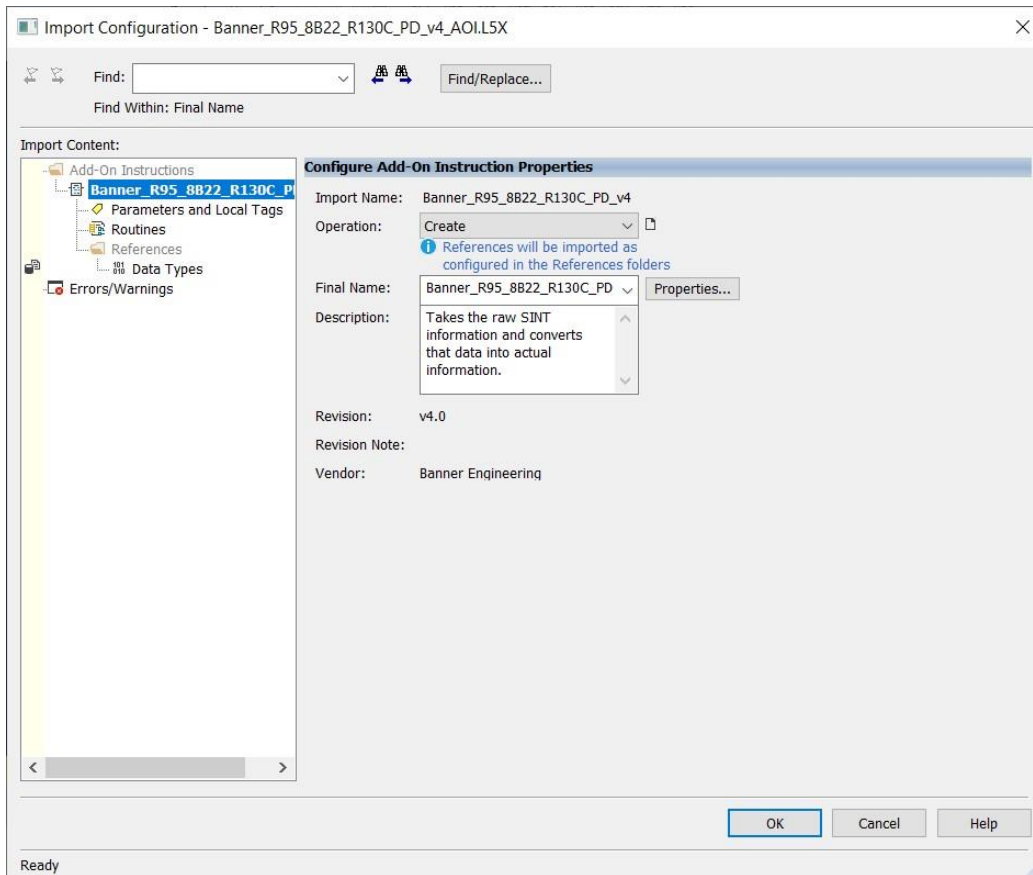 Import Configuration - Banner_R95_8B22_R130C_PD_v4_AOI.L5X
Find:
Find/Replace...
Find Within: Final Name
Import Content:
Add-On Instructions
Banner_R95_8B22_R130C_P
Parameters and Local Tags
Routines
References
Data Types
Errors/Warnings
Configure Add-On Instruction Properties
Import Name: Banner_R95_8B22_R130C_PD_v4
Operation: Create
References will be imported as
configured in the References folders
Final Name: Banner_R95_8B22_R130C_PD Properties...
Description: Takes the raw SINT
information and converts
that data into actual
information.
Revision: v4.0
Revision Note:
Vendor: Banner Engineering
OK Cancel Help
Ready